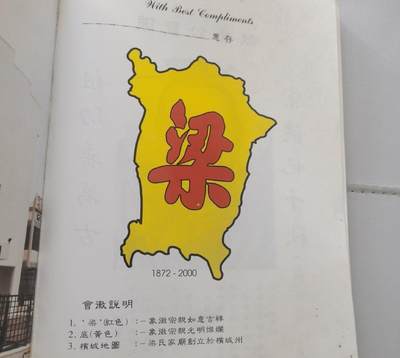 With Best Compliments
惠存
梁
1872 - 2000
會徽說明
1. '梁'(紅色) :– 象徵宗親如意吉祥
2. 底(黃色) :– 象徵宗親光明燦爛
3. 檳城地圖 :– 梁氏家廟創立於檳城州